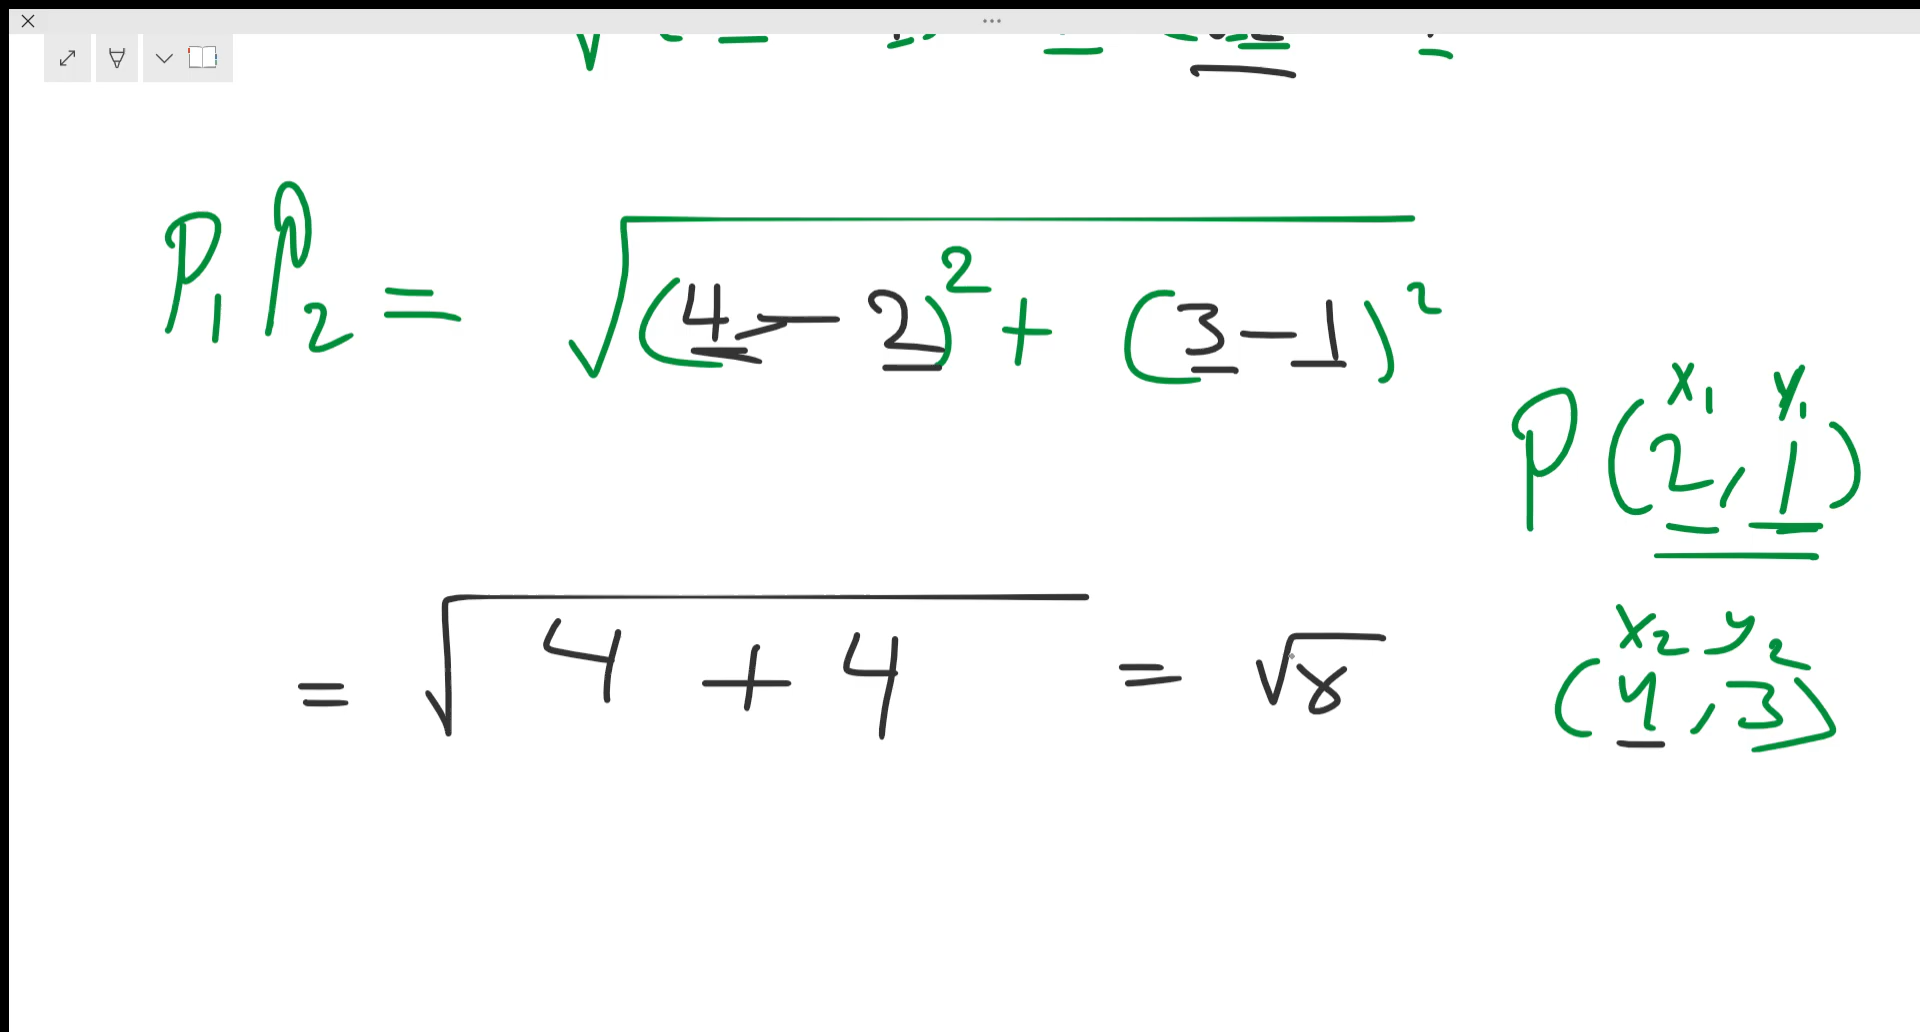 P₁P₂ = √((4 - 2)² + (3 - 1)²)
x₁ y₁
P(2, 1)
x₂ y₂
(4, 3)
= √(4 + 4) = √8